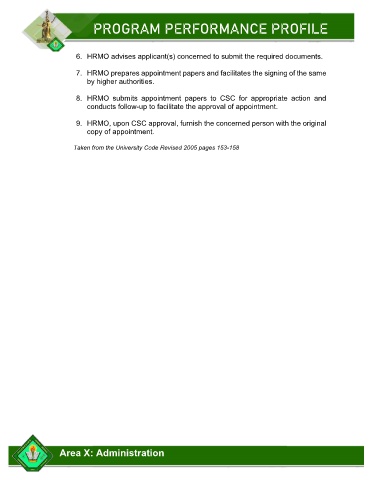 PROGRAM PERFORMANCE PROFILE
6. HRMO advises applicant(s) concerned to submit the required documents.
7. HRMO prepares appointment papers and facilitates the signing of the same
by higher authorities.
8. HRMO submits appointment papers to CSC for appropriate action and
conducts follow-up to facilitate the approval of appointment.
9. HRMO, upon CSC approval, furnish the concerned person with the original
copy of appointment.
Taken from the University Code Revised 2005 pages 153-158
Area X: Administration